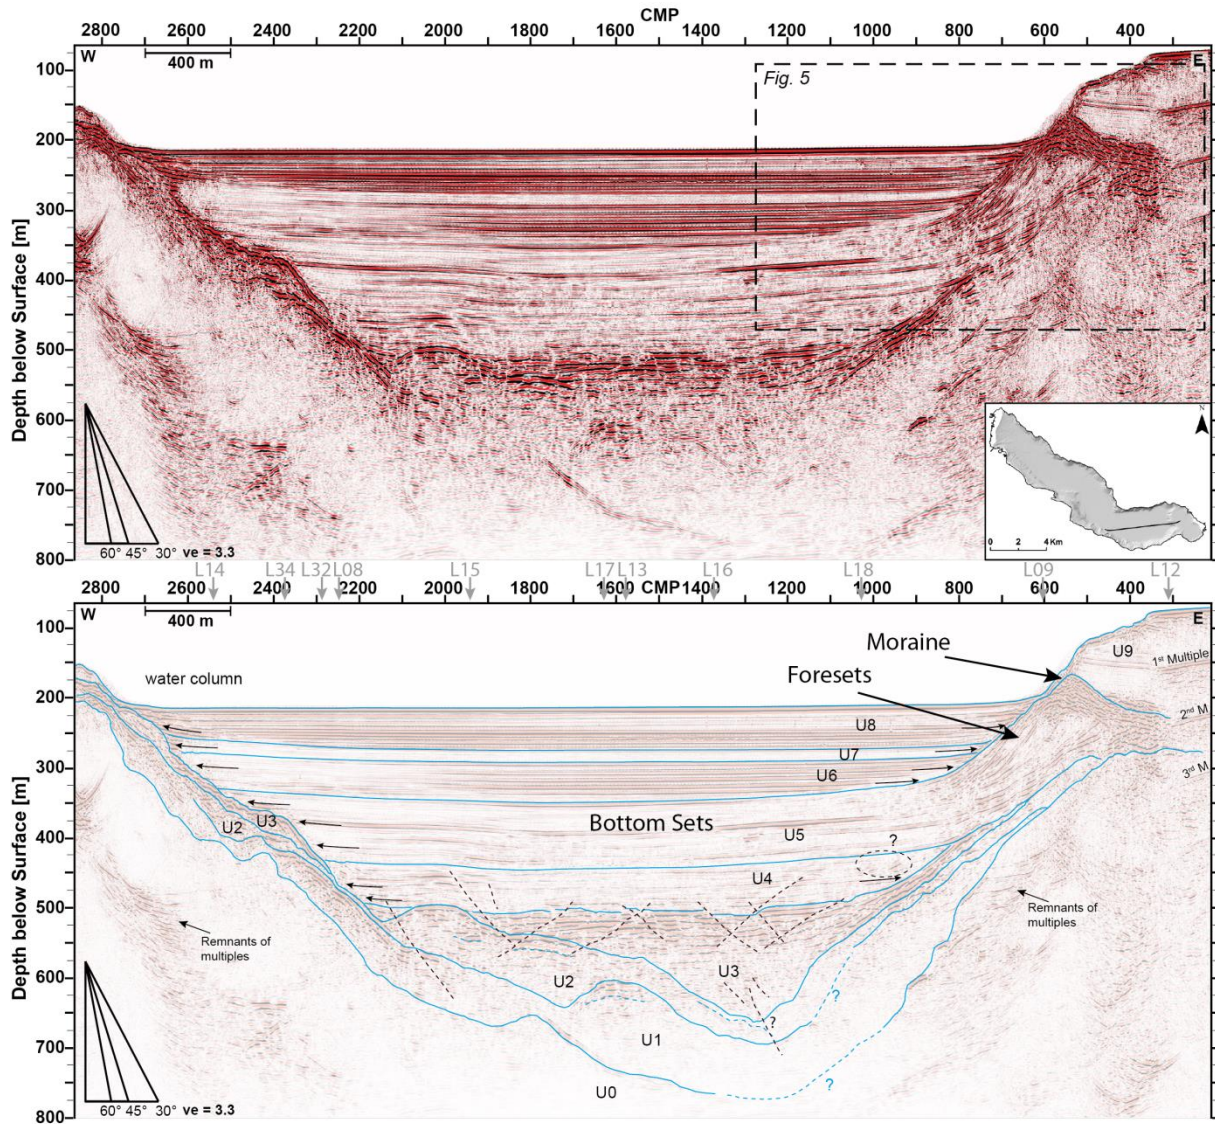 CMP
2800 2600 2400 2200 2000 1800 1600 1400 1200 1000 800 600 400
W
E
400 m
Fig. 5
100
200
300
400
500
600
700
800
Depth below Surface [m]
60° 45° 30° ve = 3.3
N
0 2 4 Km
L14 L34 L32 L08 L15 L17 L13 L16 L18 L09 L12
CMP
2800 2600 2400 2200 2000 1800 1600 1400 1200 1000 800 600 400
W
E
400 m
Moraine
U9
1st Multiple
water column
Foresets
2nd M
U8
U7
3rd M
U6
Bottom Sets
U5
U2 U3
?
U4
Remnants of
multiples
Remnants of
multiples
U2
U3
?
?
U1
U0
?
100
200
300
400
500
600
700
800
Depth below Surface [m]
60° 45° 30° ve = 3.3